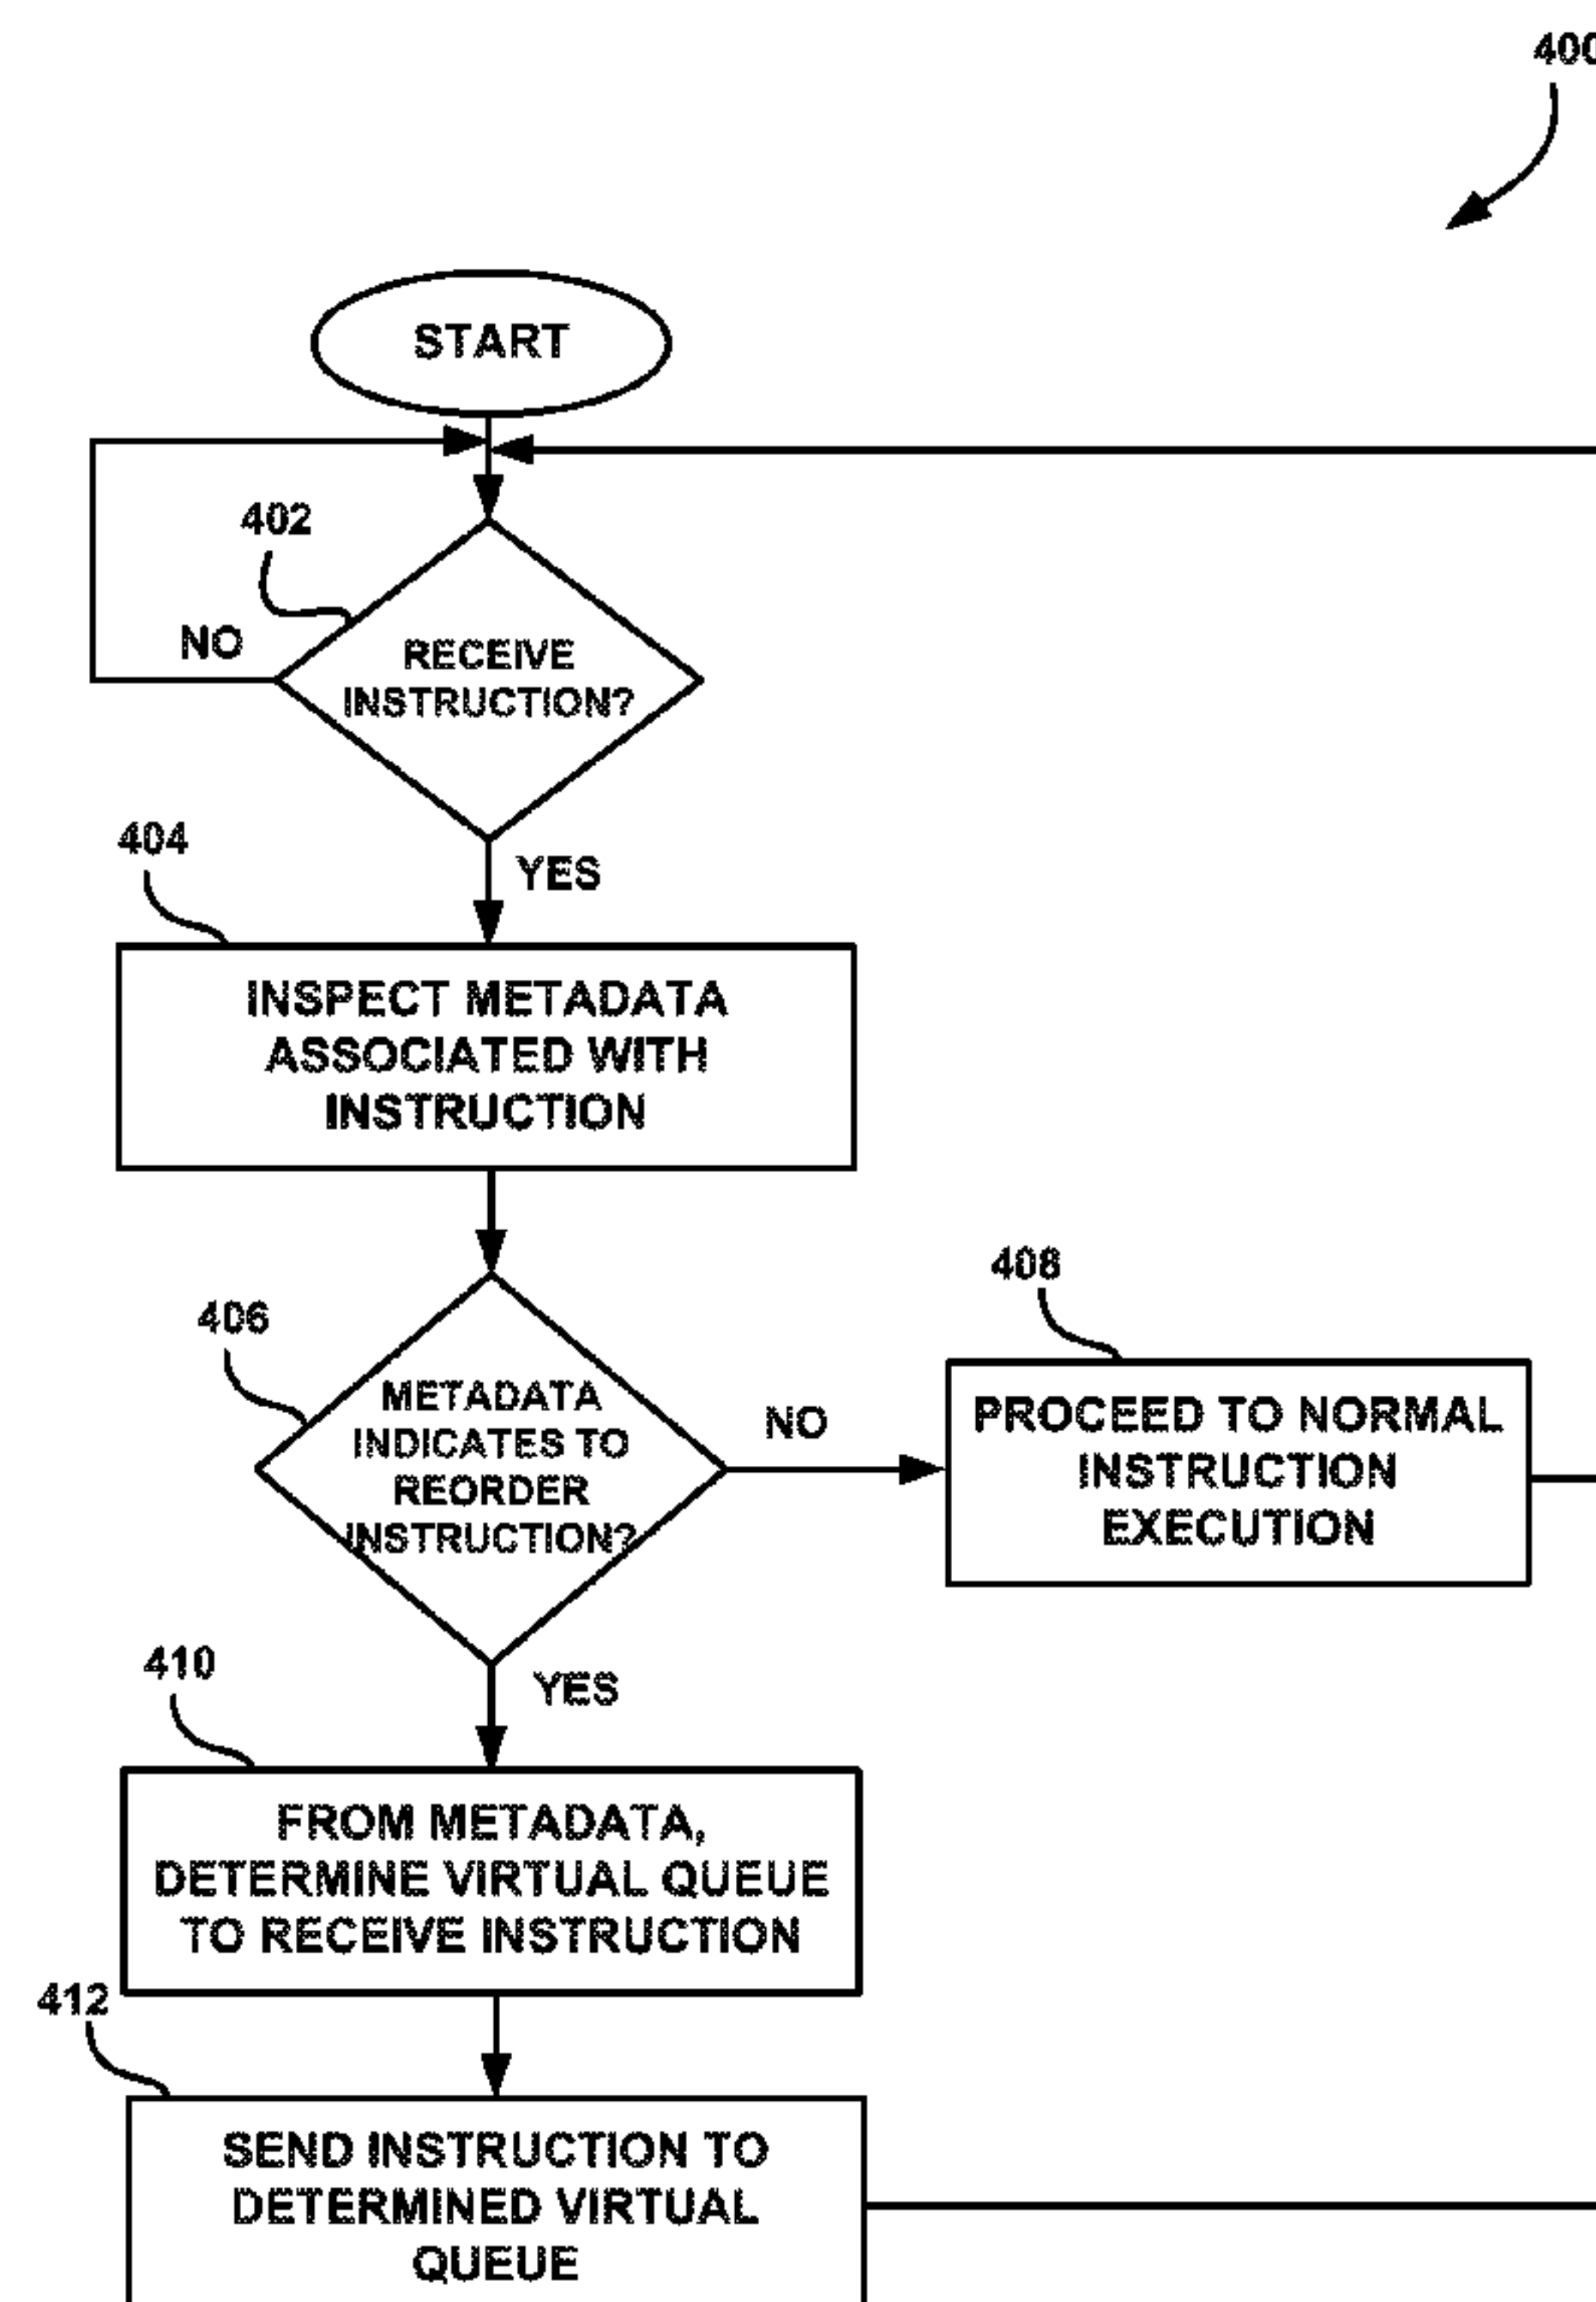 400
START
402
NO
RECEIVE
INSTRUCTION?
404
YES
INSPECT METADATA
ASSOCIATED WITH
INSTRUCTION
406
METADATA
INDICATES TO
REORDER
INSTRUCTION?
NO
408
PROCEED TO NORMAL
INSTRUCTION
EXECUTION
410
YES
FROM METADATA,
DETERMINE VIRTUAL QUEUE
TO RECEIVE INSTRUCTION
412
SEND INSTRUCTION TO
DETERMINED VIRTUAL
QUEUE